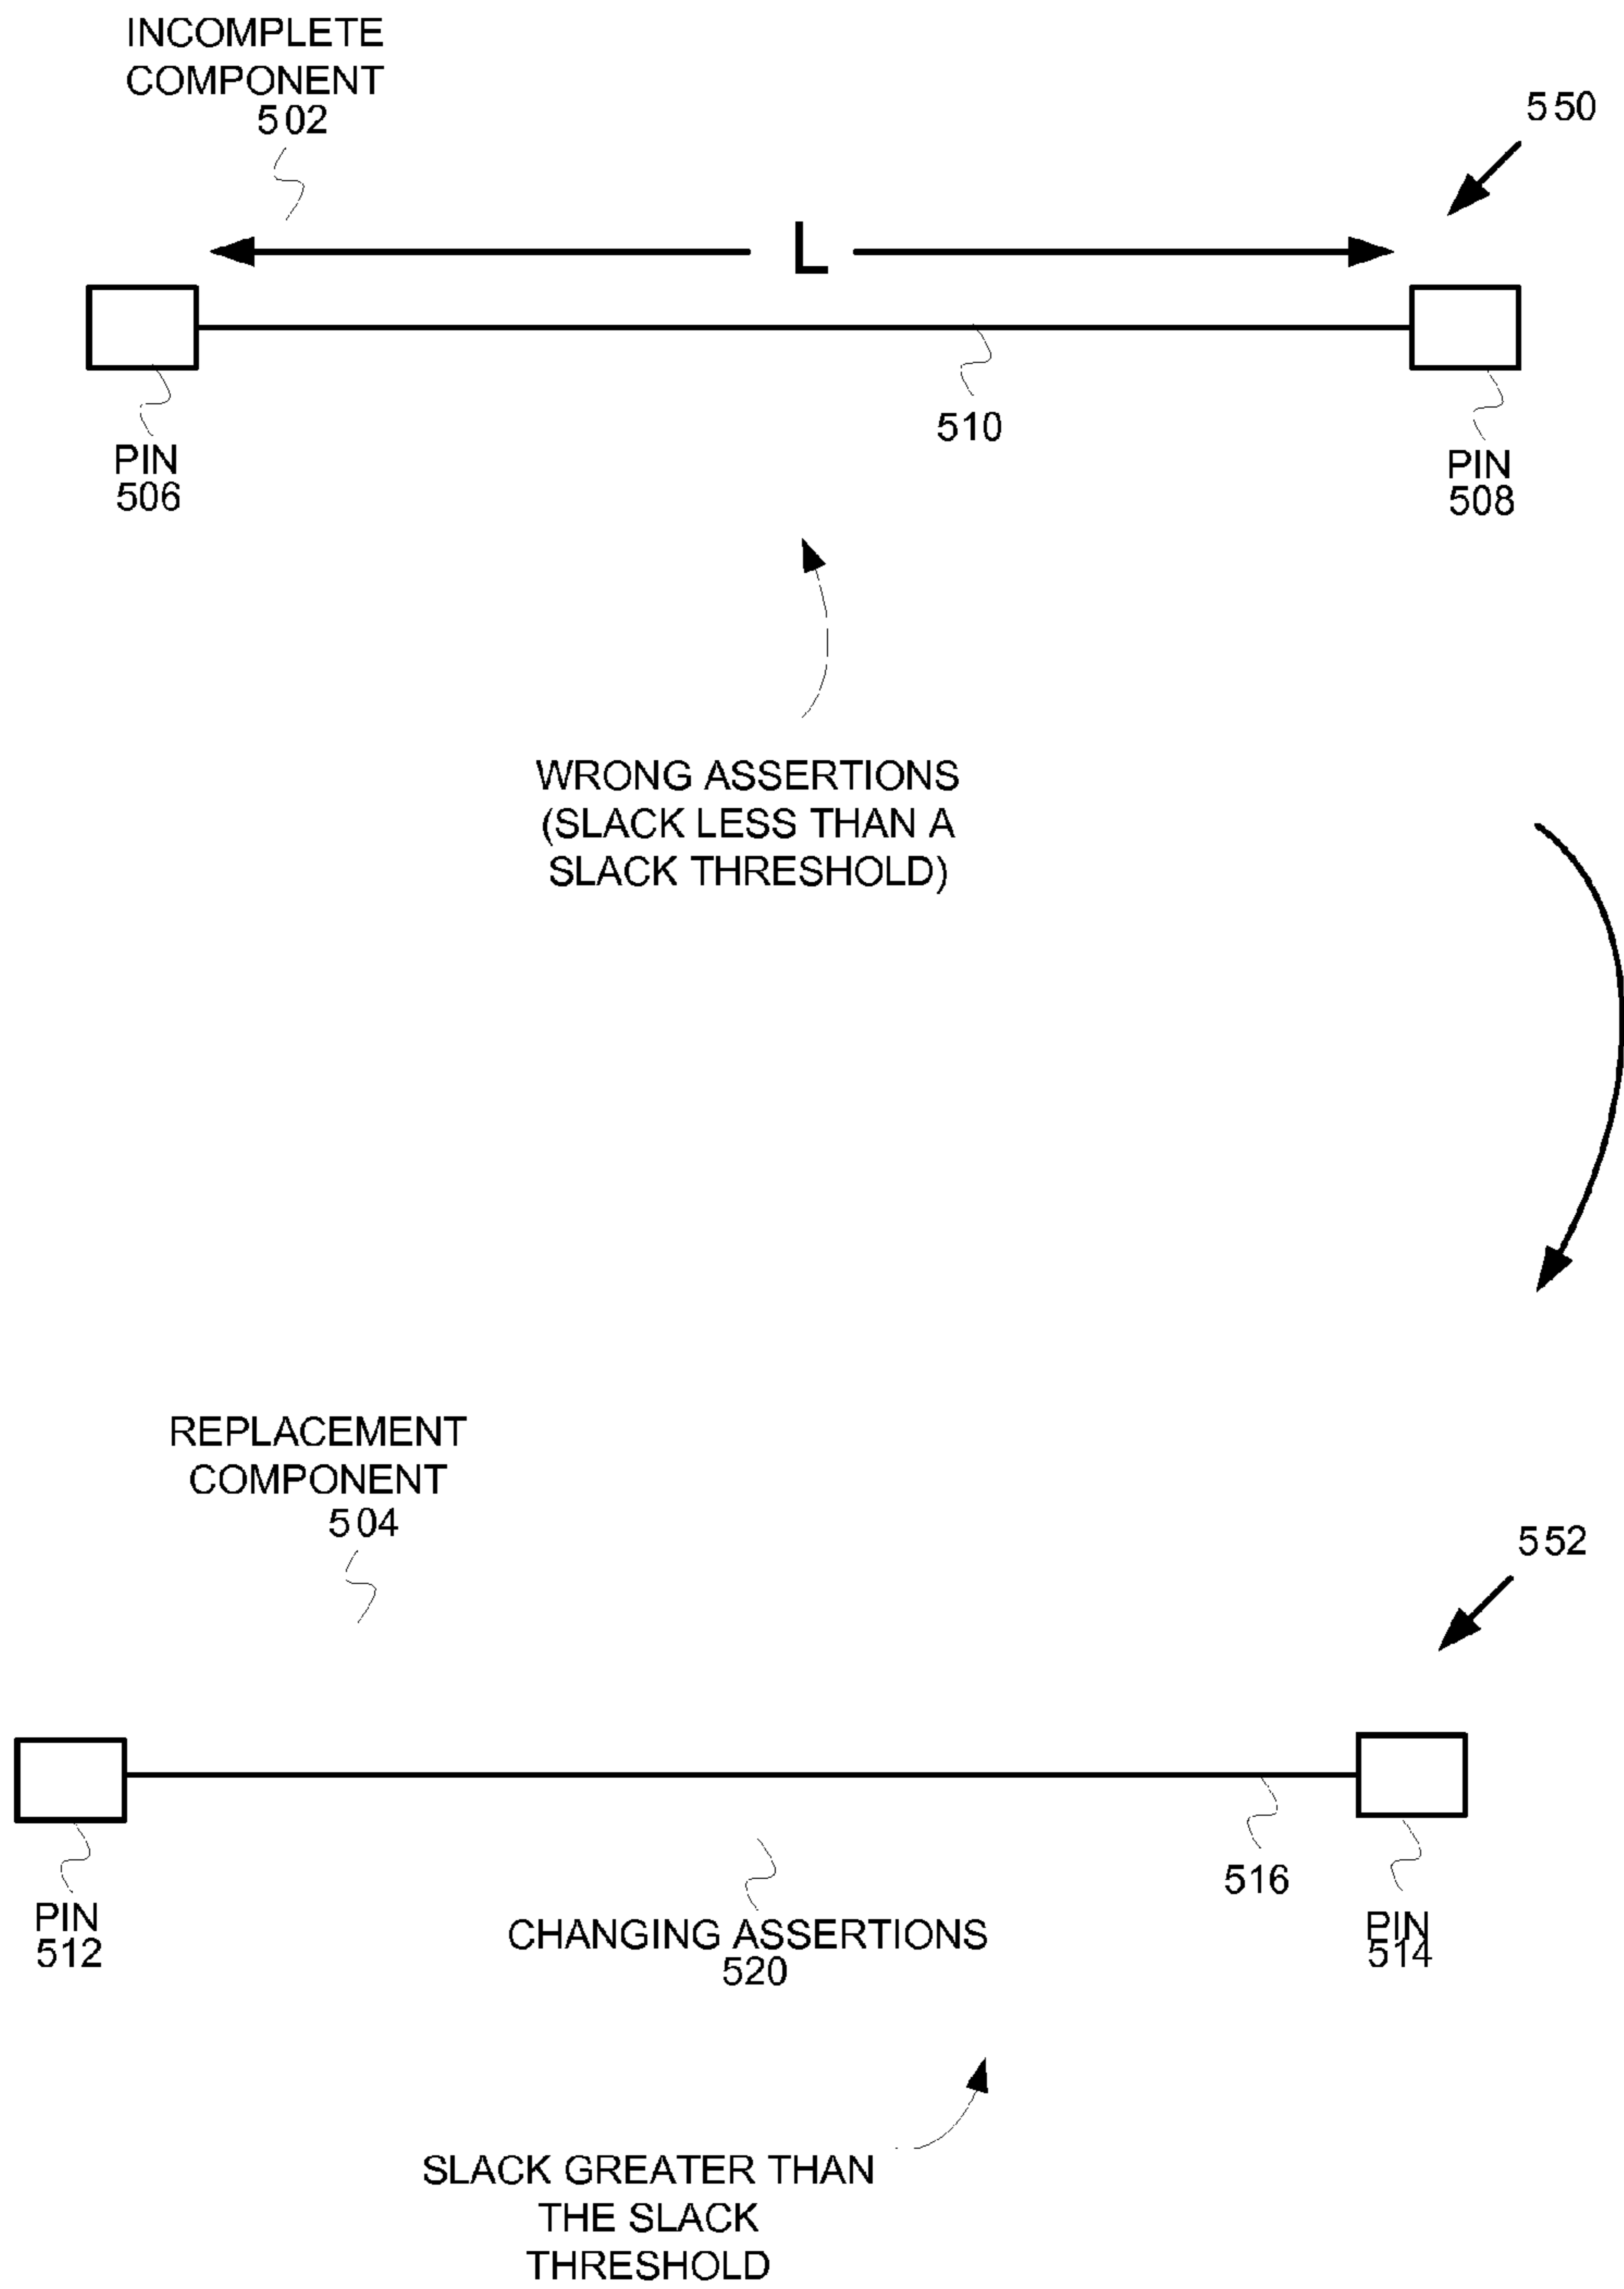 INCOMPLETE
COMPONENT
502
550
L
510
PIN
506
PIN
508
WRONG ASSERTIONS
(SLACK LESS THAN A
SLACK THRESHOLD)
REPLACEMENT
COMPONENT
504
552
516
PIN
512
CHANGING ASSERTIONS
520
PIN
514
SLACK GREATER THAN
THE SLACK
THRESHOLD